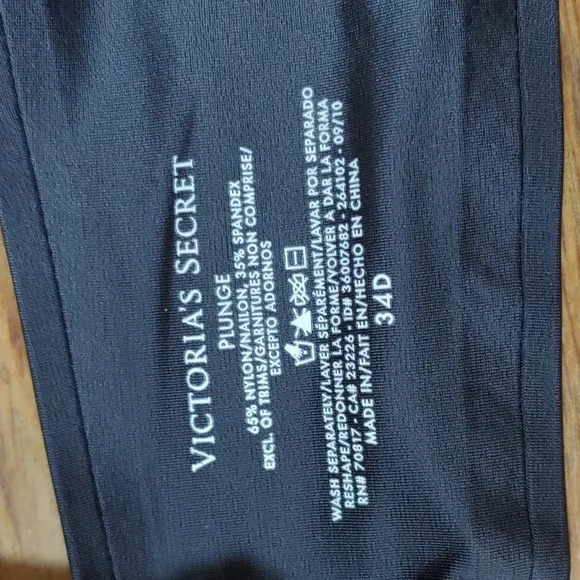 VICTORIA'S SECRET
PLUNGE
65% NYLON/NAILON, 35% SPANDEX
EXCL. OF TRIMS/GARNITURES NON COMPRISE/
EXCEPTO ADORNOS
WASH SEPARATELY/LAVER SÉPARÉMENT/LAVAR POR SEPARADO
RESHAPE/REDONNER LA FORME/VOLVER A DAR LA FORMA
RN# 70817 - CA# 23226 - ID# 36007682 - 264102 - 09/10
MADE IN/FAIT EN/HECHO EN CHINA
34D